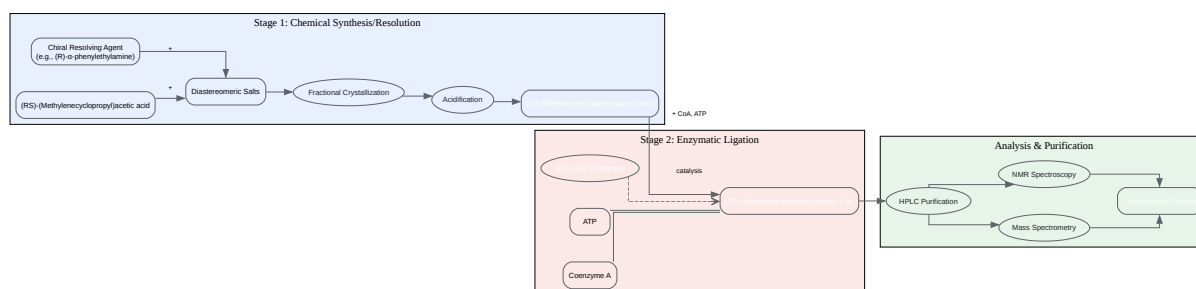 Stage 1: Chemical Synthesis/Resolution
Chiral Resolving Agent
(e.g., (R)-α-phenylethylamine)
+
+
(RS)-(Methylenecyclopropyl)acetic acid
Diastereomeric Salts
Fractional Crystallization
Acidification
+ CoA, ATP
Stage 2: Enzymatic Ligation
catalysis
ATP
Coenzyme A
Analysis & Purification
HPLC Purification
NMR Spectroscopy
Mass Spectrometry